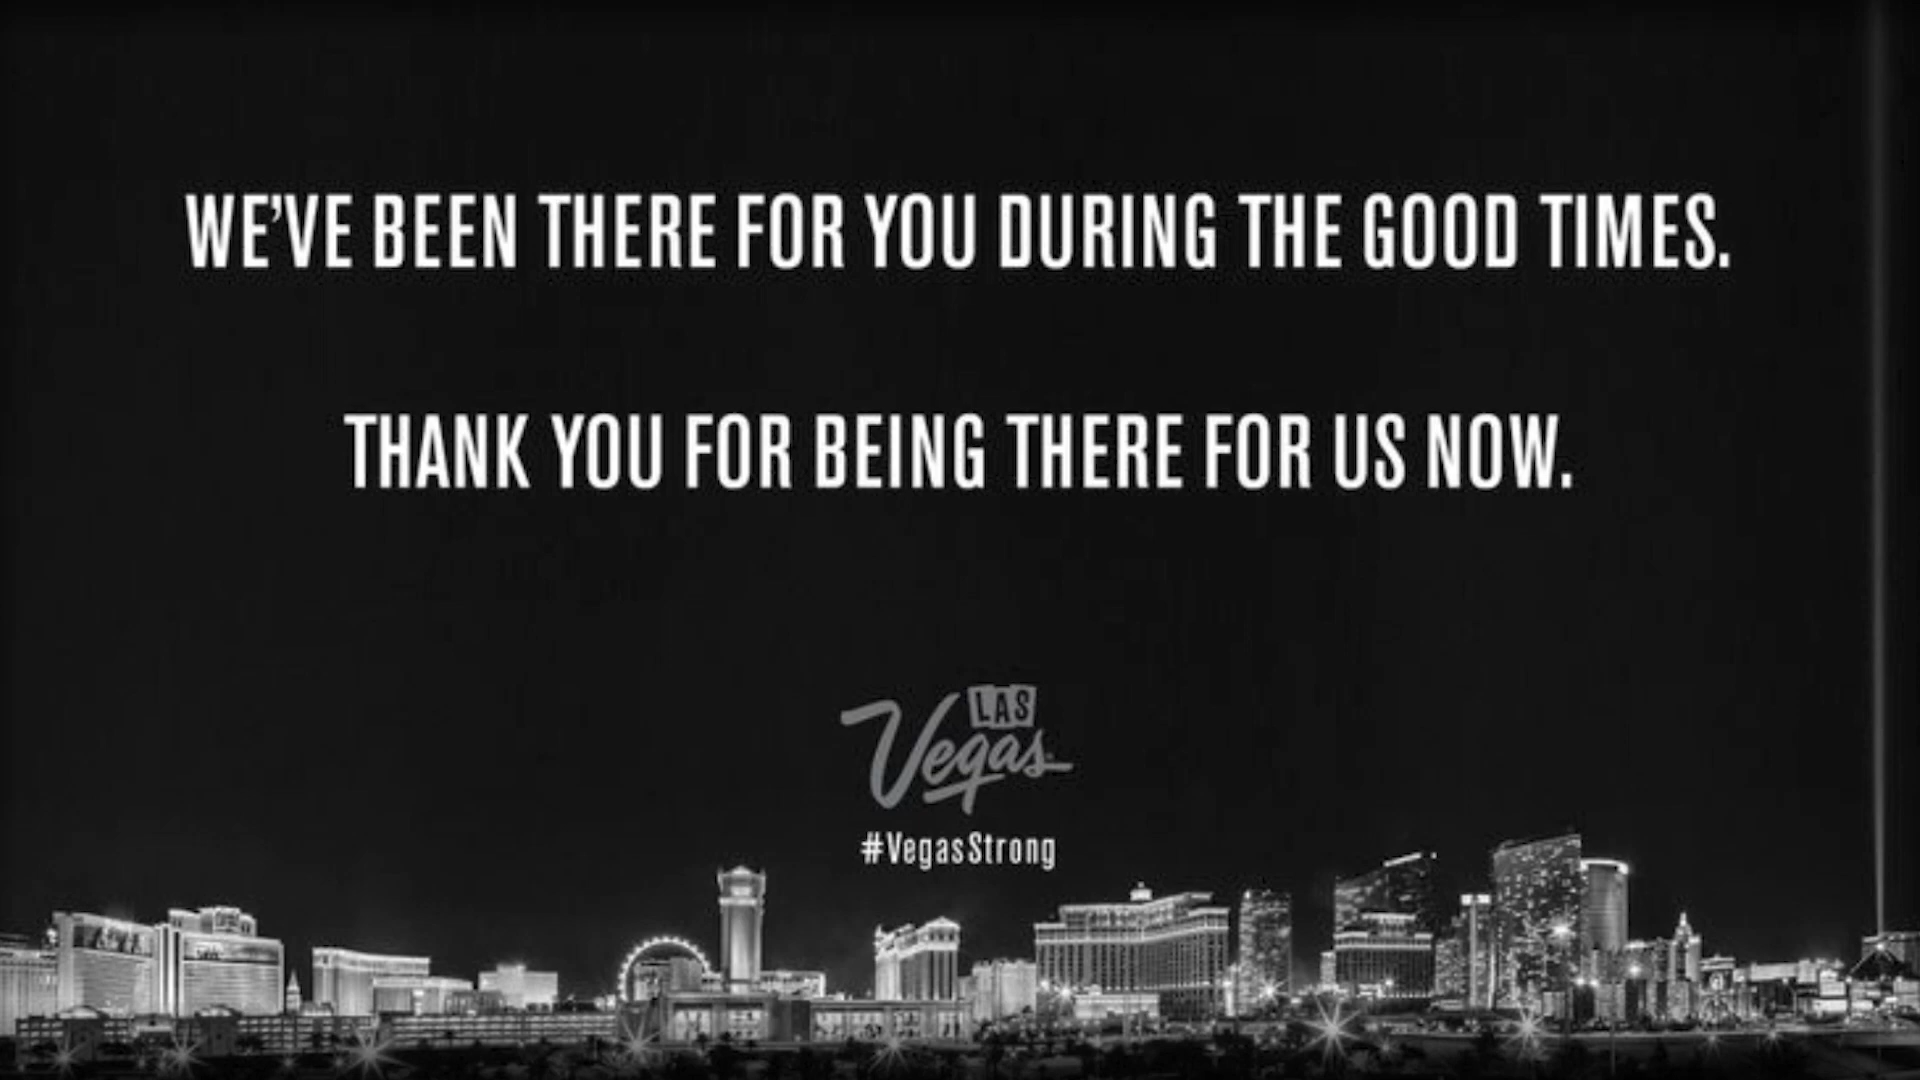 WE’VE BEEN THERE FOR YOU DURING THE GOOD TIMES.
THANK YOU FOR BEING THERE FOR US NOW.
LAS
Vegas
#VegasStrong